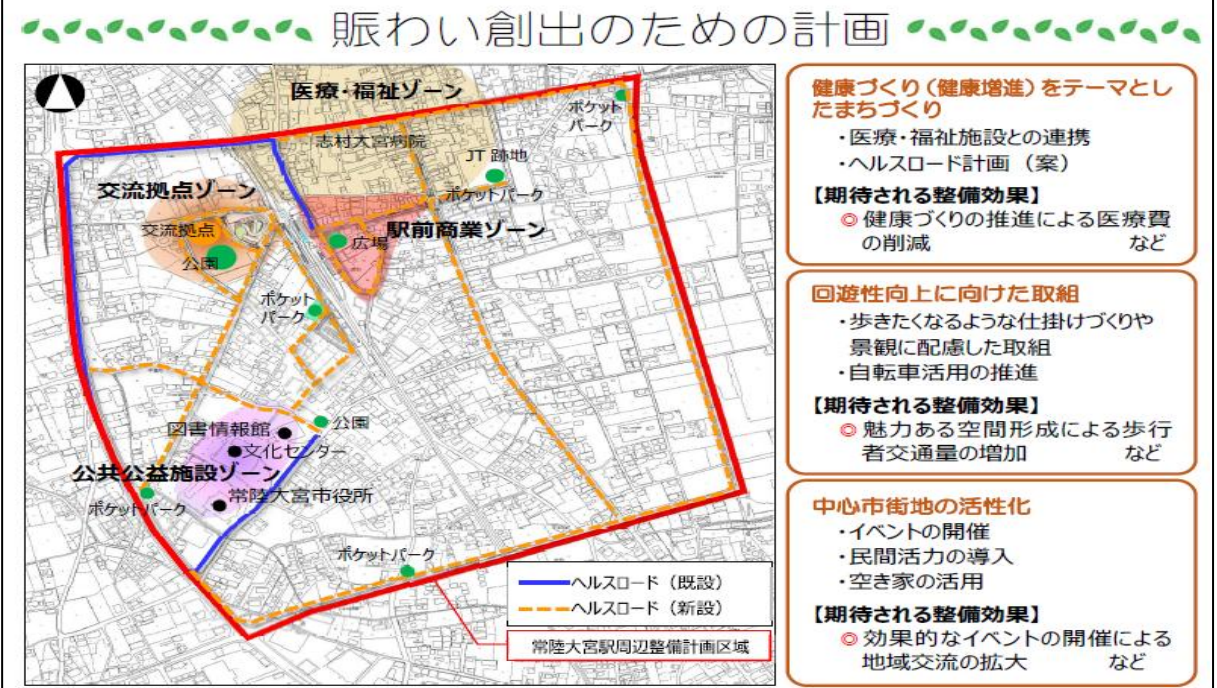 賑わい創出のための計画
医療・福祉ゾーン
ポケット
パーク
志村大宮病院
JT 跡地
交流拠点ゾーン
ポケットパーク
交流拠点
駅前商業ゾーン
広場
公園
ポケット
パーク
公園
図書情報館
文化センター
公共公益施設ゾーン
常陸大宮市役所
ポケットパーク
ポケットパーク
ヘルスロード（既設）
ヘルスロード（新設）
常陸大宮駅周辺整備計画区域
健康づくり（健康増進）をテーマとし
たまちづくり
・医療・福祉施設との連携
・ヘルスロード計画（案）
【期待される整備効果】
◎健康づくりの推進による医療費
の削減 など
回遊性向上に向けた取組
・歩きたくなるような仕掛けづくりや
景観に配慮した取組
・自転車活用の推進
【期待される整備効果】
◎魅力ある空間形成による歩行
者交通量の増加 など
中心市街地の活性化
・イベントの開催
・民間活力の導入
・空き家の活用
【期待される整備効果】
◎効果的なイベントの開催による
地域交流の拡大 など